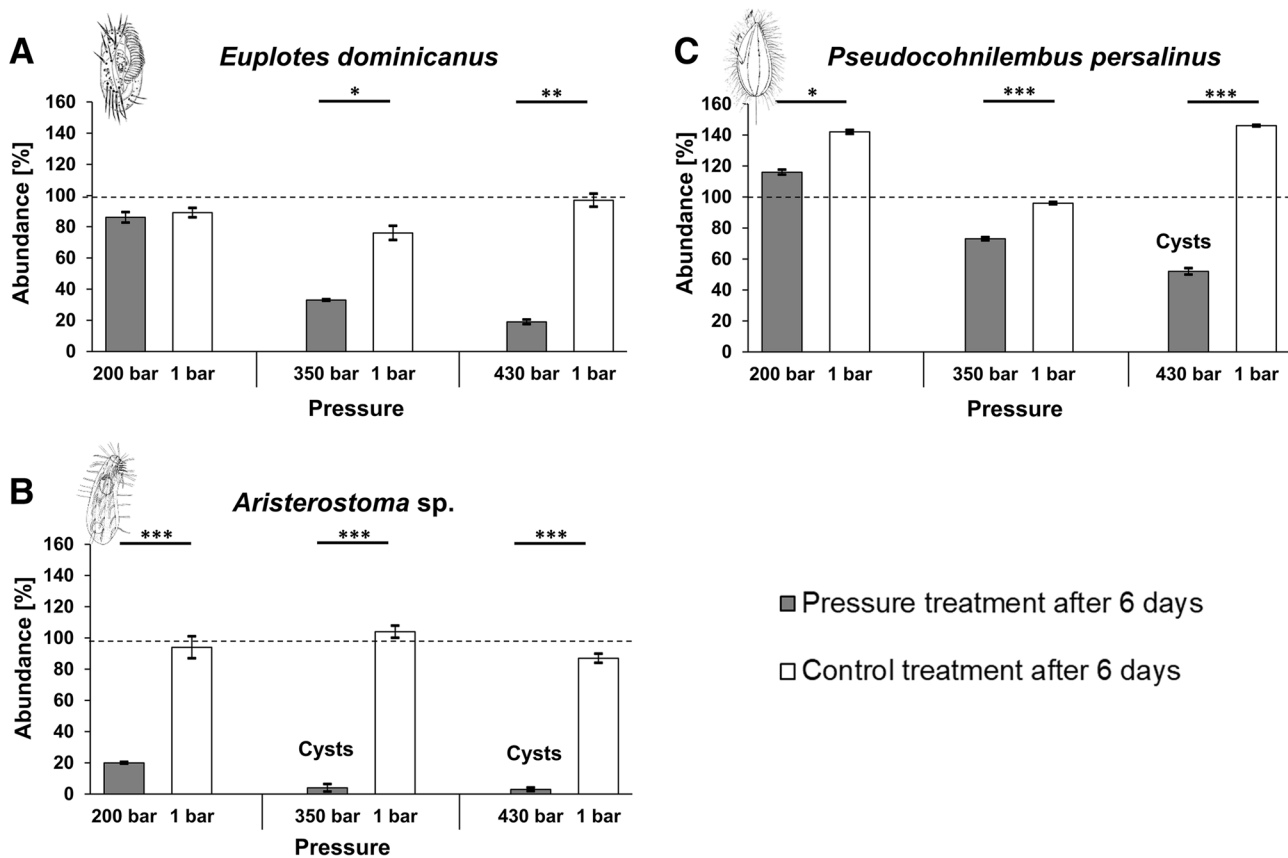 A
Euplotes dominicanus
* **
Abundance [%]
160
140
120
100
80
60
40
20
0
200 bar 1 bar 350 bar 1 bar 430 bar 1 bar
Pressure
C
Pseudocohnilembus persalinus
* *** ***
Abundance [%]
160
140
120
100
80
60
40
20
0
Cysts
200 bar 1 bar 350 bar 1 bar 430 bar 1 bar
Pressure
B
Aristerostoma sp.
*** *** ***
Abundance [%]
160
140
120
100
80
60
40
20
0
Cysts Cysts
200 bar 1 bar 350 bar 1 bar 430 bar 1 bar
Pressure
Pressure treatment after 6 days
Control treatment after 6 days